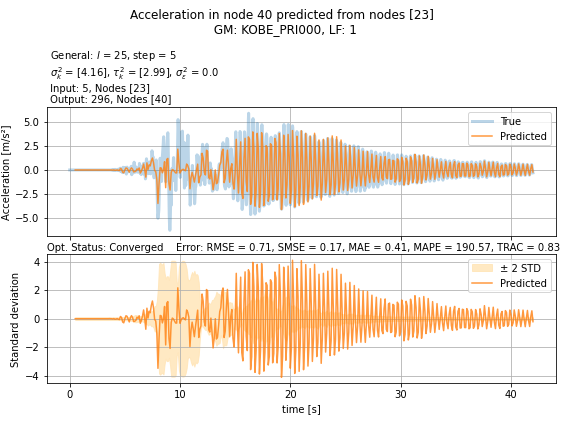 Acceleration in node 40 predicted from nodes [23]
GM: KOBE_PRI000, LF: 1
General: l = 25, step = 5
σ²ₖ = [4.16], τ²ₖ = [2.99], σ²ε = 0.0
Input: 5, Nodes [23]
Output: 296, Nodes [40]
Acceleration [m/s²]
5.0
2.5
0.0
−2.5
−5.0
True
Predicted
Opt. Status: Converged    Error: RMSE = 0.71, SMSE = 0.17, MAE = 0.41, MAPE = 190.57, TRAC = 0.83
Standard deviation
4
2
0
−2
−4
± 2 STD
Predicted
0 10 20 30 40
time [s]